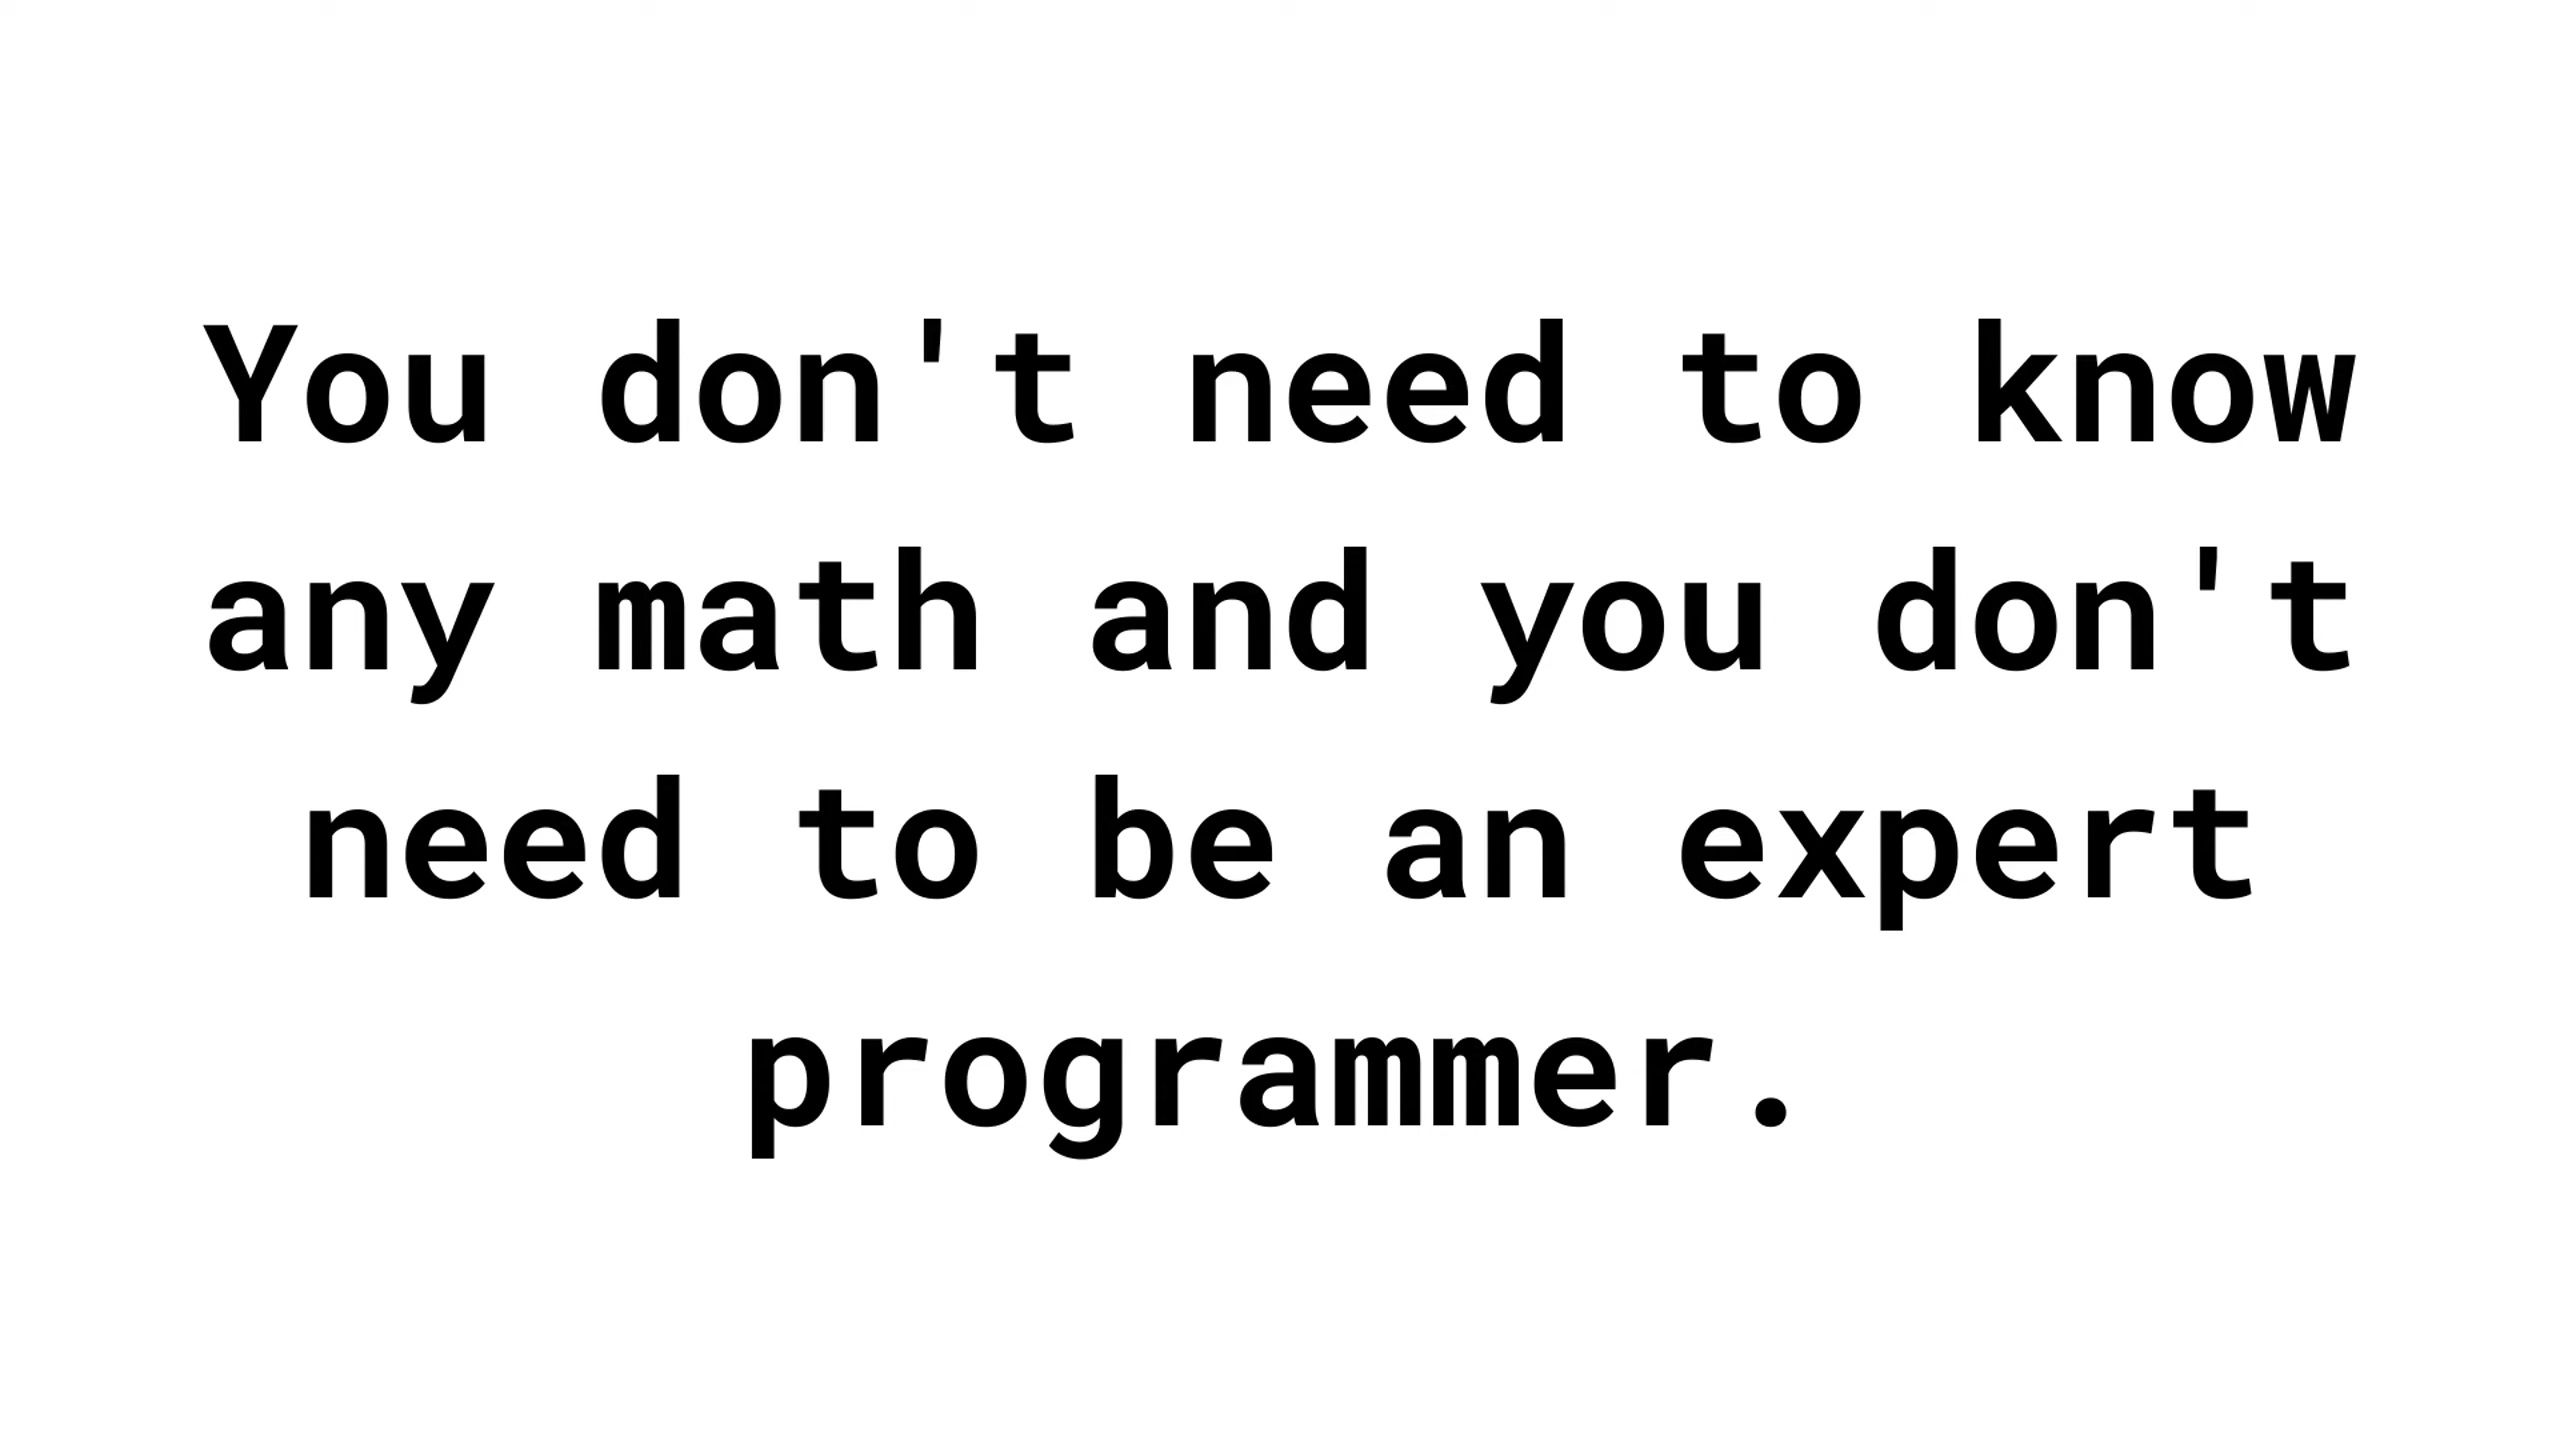 You don't need to know
any math and you don't
need to be an expert
programmer.